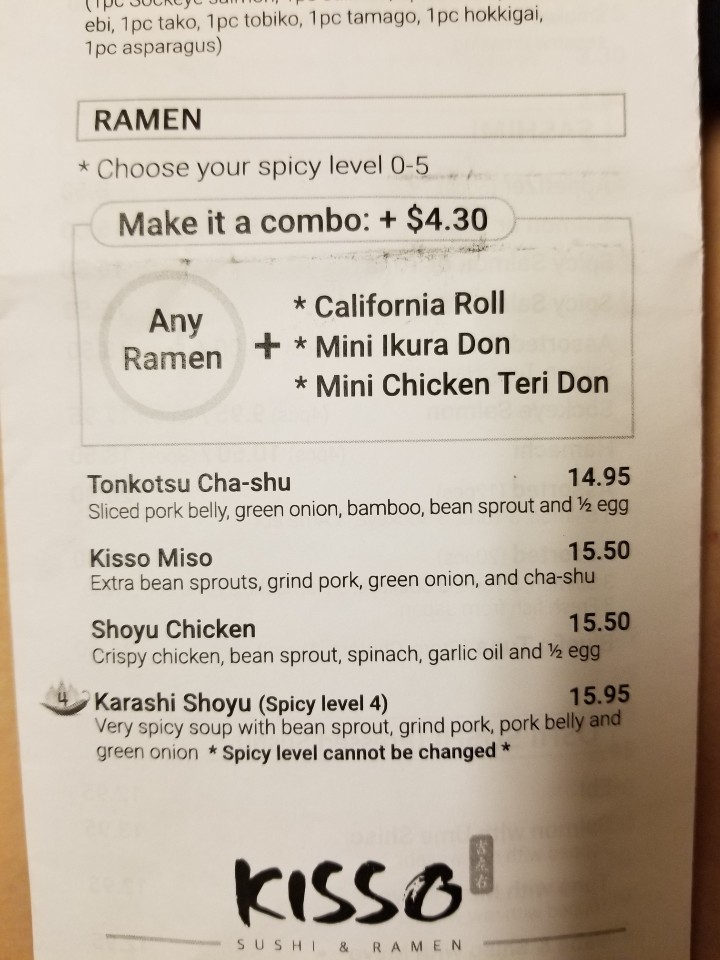 ebi, 1pc tako, 1pc tobiko, 1pc tamago, 1pc hokkigai,
1pc asparagus)
RAMEN
* Choose your spicy level 0-5
Make it a combo: + $4.30
Any
Ramen
+
* California Roll
* Mini Ikura Don
* Mini Chicken Teri Don
Tonkotsu Cha-shu 14.95
Sliced pork belly, green onion, bamboo, bean sprout and ½ egg
Kisso Miso 15.50
Extra bean sprouts, grind pork, green onion, and cha-shu
Shoyu Chicken 15.50
Crispy chicken, bean sprout, spinach, garlic oil and ½ egg
4 Karashi Shoyu (Spicy level 4) 15.95
Very spicy soup with bean sprout, grind pork, pork belly and
green onion * Spicy level cannot be changed *
KISSO
吉左右
SUSHI & RAMEN